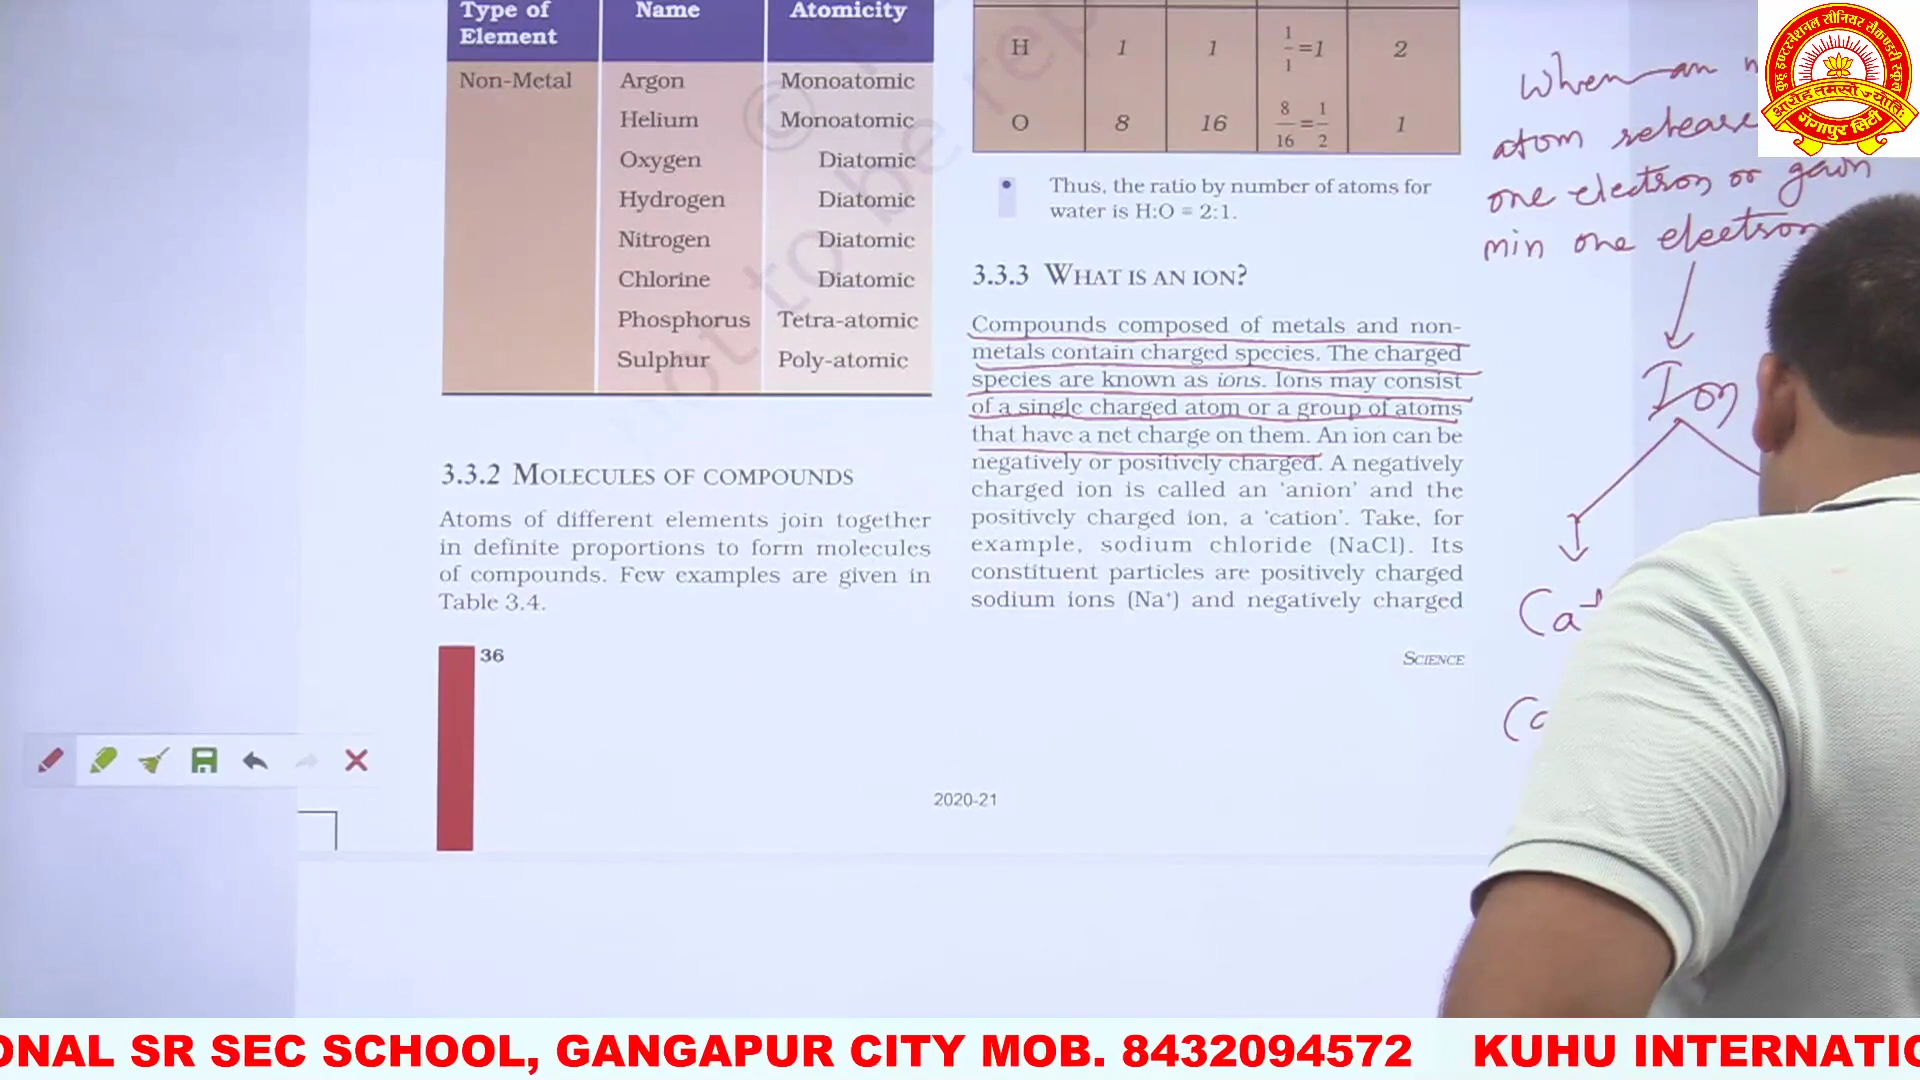 Type of Element Name Atomicity
Non-Metal Argon Monoatomic
Helium Monoatomic
Oxygen Diatomic
Hydrogen Diatomic
Nitrogen Diatomic
Chlorine Diatomic
Phosphorus Tetra-atomic
Sulphur Poly-atomic
3.3.2 MOLECULES OF COMPOUNDS
Atoms of different elements join together
in definite proportions to form molecules
of compounds. Few examples are given in
Table 3.4.
36
H 1 1 1/1=1 2
O 8 16 8/16=1/2 1
• Thus, the ratio by number of atoms for
water is H:O = 2:1.
3.3.3 WHAT IS AN ION?
Compounds composed of metals and non-
metals contain charged species. The charged
species are known as ions. Ions may consist
of a single charged atom or a group of atoms
that have a net charge on them. An ion can be
negatively or positively charged. A negatively
charged ion is called an ‘anion’ and the
positively charged ion, a ‘cation’. Take, for
example, sodium chloride (NaCl). Its
constituent particles are positively charged
sodium ions (Na⁺) and negatively charged
SCIENCE
2020-21
When an
atom release
one electron or gain
min one electron
Ion
कुहू इण्टरनेशनल सीनियर सैकण्डरी स्कूल
आरोह तमसो ज्योतिः
गंगापुर सिटी
ONAL SR SEC SCHOOL, GANGAPUR CITY MOB. 8432094572 KUHU INTERNATIO